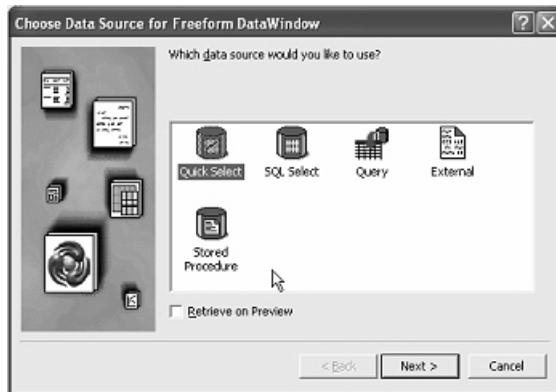 Choose Data Source for Freeform DataWindow
Which data source would you like to use?
Quick Select
SQL Select
Query
External
Stored
Procedure
Retrieve on Preview
< Back
Next >
Cancel